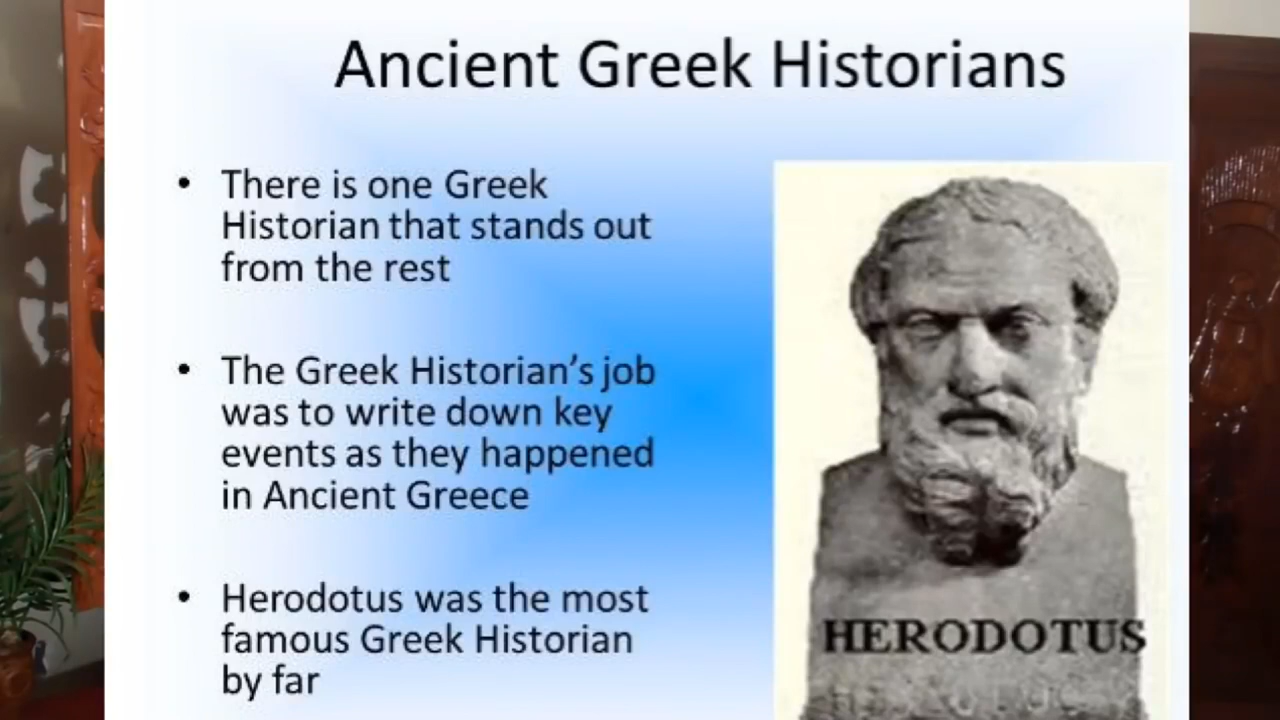 Ancient Greek Historians
• There is one Greek
Historian that stands out
from the rest
• The Greek Historian’s job
was to write down key
events as they happened
in Ancient Greece
• Herodotus was the most
famous Greek Historian
by far
HERODOTUS